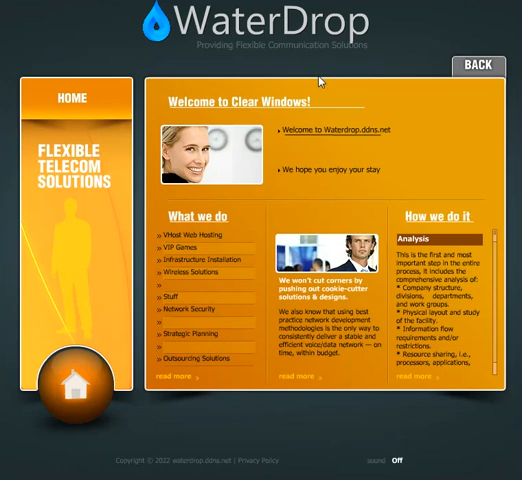 WaterDrop
Providing Flexible Communication Solutions
BACK
HOME
FLEXIBLE
TELECOM
SOLUTIONS
Welcome to Clear Windows!
Welcome to Waterdrop.ddns.net
We hope you enjoy your stay
What we do
VHost Web Hosting
VIP Games
Infrastructure Installation
Wireless Solutions
Stuff
Network Security
Strategic Planning
Outsourcing Solutions
read more
We won't cut corners by
pushing out cookie-cutter
solutions & designs.
We also know that using best
practice network development
methodologies is the only way to
consistently deliver a stable and
efficient voice/data network — on
time, within budget.
read more
How we do it
Analysis
This is the first and most
important step in the entire
process, it includes the
comprehensive analysis of:
* Company structure,
divisions, departments,
and work groups.
* Physical layout and study
of the facility.
* Information flow
requirements and/or
restrictions.
* Resource sharing, i.e.,
processors, applications,
read more
Copyright © 2022 waterdrop.ddns.net | Privacy Policy
sound Off